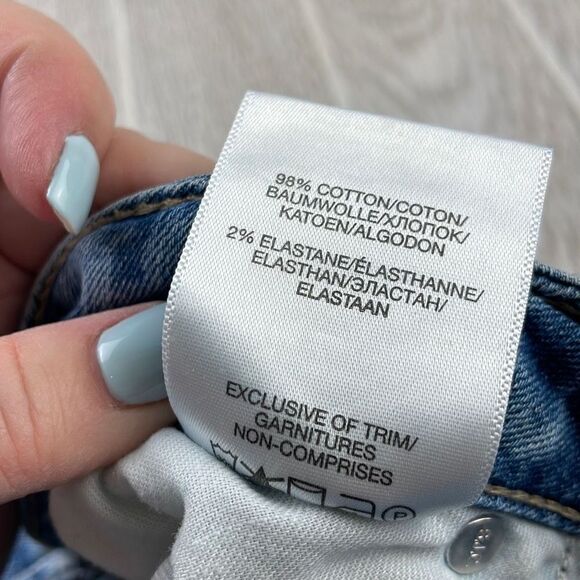 98% COTTON/COTON/
BAUMWOLLE/ХЛОПОК/
KATOEN/ALGODON
2% ELASTANE/ÉLASTHANNE/
ELASTHAN/ЭЛАСТАН/
ELASTAAN
EXCLUSIVE OF TRIM/
GARNITURES
NON-COMPRISES
P